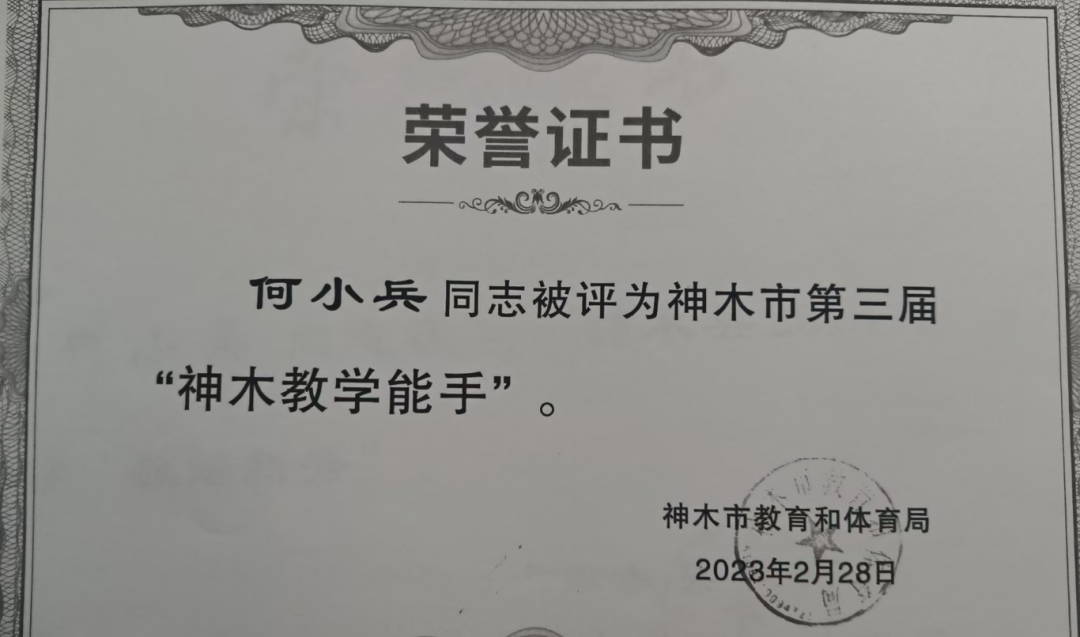 荣誉证书
何小兵 同志被评为神木市第三届
“神木教学能手”。
神木市教育和体育局
2023年2月28日